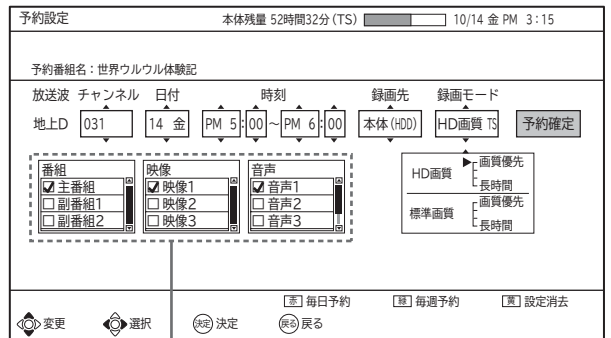 予約設定 本体残量 52時間32分(TS) 10/14 金 PM 3:15
予約番組名:世界ウルウル体験記
放送波 チャンネル 日付 時刻 録画先 録画モード
地上D 031 14 金 PM 5:00~PM 6:00 本体(HDD) HD画質 TS 予約確定
番組 映像 音声
主番組 映像1 音声1
副番組1 映像2 音声2
副番組2 映像3 音声3
HD画質 画質優先
長時間
標準画質 画質優先
長時間
赤 毎日予約 緑 毎週予約 黄 設定消去
変更 選択 決定 決定 戻る 戻る